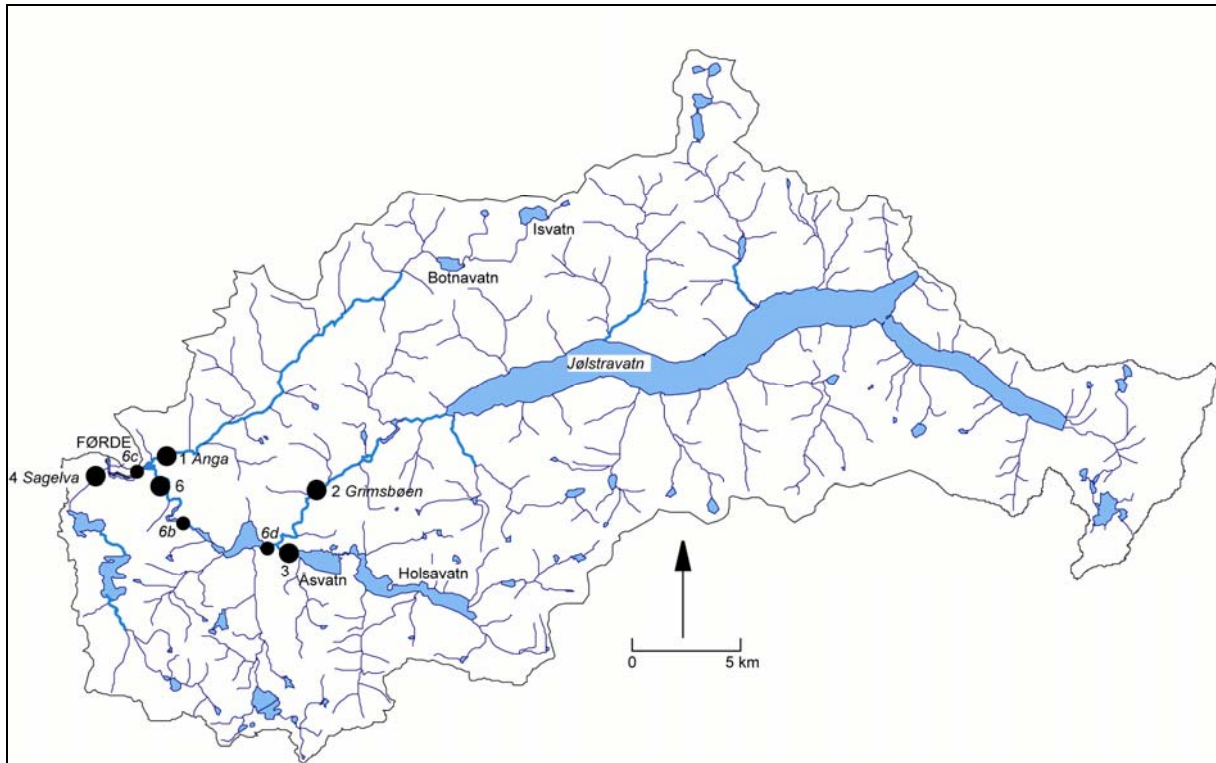 Isvatn
Botnavatn
Jølstravatn
FØRDE
6c
1 Anga
4 Sagelva
6
2 Grimsbøen
6b
6d
3
Åsvatn
Holsavatn
0 5 km